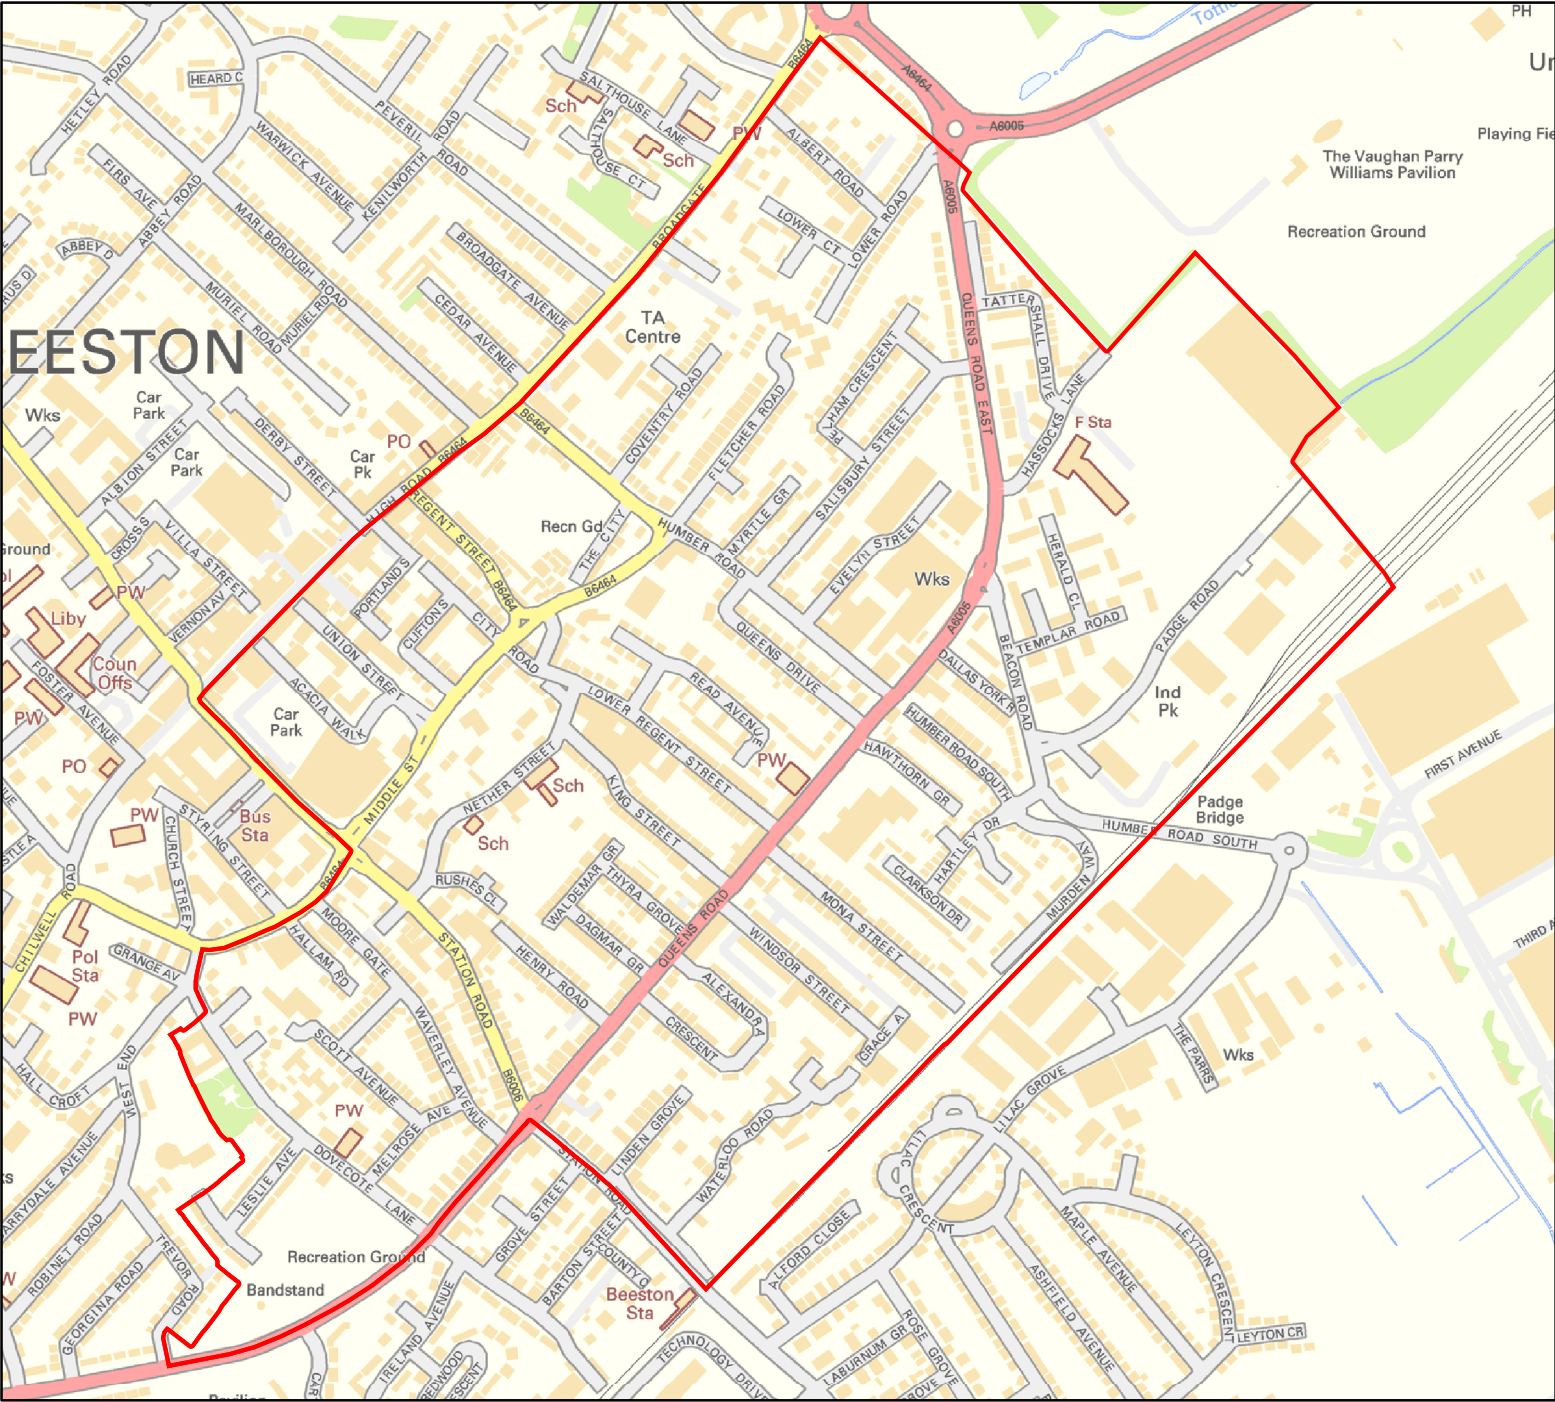 PH
Tottle
HETLEY ROAD
HEARD C
PEVERIL ROAD
SALTHOUSE LANE
Sch
B6464
A6464
A6005
A6005
PW
SALTHOUSE CT
Sch
WARWICK AVENUE
KENILWORTH ROAD
ALBERT ROAD
Playing Fie
The Vaughan Parry
Williams Pavilion
FIRS AVE
ABBEY ROAD
MARLBOROUGH ROAD
BROADGATE
LOWER CT
LOWER ROAD
Recreation Ground
ABBEY D
RUS D
MURIEL ROAD
MURIEL RD
BROADGATE AVENUE
CEDAR AVENUE
TA
Centre
QUEENS ROAD EAST
TATTERSHALL DRIVE
EESTON
Wks
Car
Park
Car
Park
ALBION STREET
DERBY STREET
Car
Pk
PO
HIGH ROAD B6464
B6464
COVENTRY ROAD
FLETCHER ROAD
PELHAM CRESCENT
SALISBURY STREET
HASSOCKS LANE
F Sta
REGENT STREET B6464
Recn Gd
THE CITY
HUMBER ROAD
MYRTLE GR
EVELYN STREET
Wks
HERALD CL
TEMPLAR ROAD
PADGE ROAD
Ground
CROSS S
VILLA STREET
VERNON AV
PW
Liby
Coun
Offs
FOSTER AVENUE
PW
PO
PORTLAND S
CLIFTON S
CITY ROAD
B6464
UNION STREET
ACACIA WALK
Car
Park
QUEENS DRIVE
A6005
DALLAS YORK R
BEACON ROAD
Ind
Pk
READ AVENUE
LOWER REGENT STREET
PW
HUMBER ROAD SOUTH
HAWTHORN GR
MIDDLE ST
NETHER STREET
Sch
Sch
KING STREET
PW
Bus
Sta
STYRING STREET
CHURCH STREET
B6464
FIRST AVENUE
Padge
Bridge
HUMBER ROAD SOUTH
HARTLEY DR
CLARKSON DR
MURDEN WAY
STLE A
CHILWELL ROAD
RUSHES CL
WALDEMAR GR
THYRA GROVE
DAGMAR GR
MONA STREET
WINDSOR STREET
QUEENS ROAD
THIRD A
Pol
Sta
PW
GRANGE AV
HALLAM RD
MOORE GATE
STATION ROAD
HENRY ROAD
ALEXANDRA
CRESCENT
GRACE A
HALL CROFT
WEST END
SCOTT AVENUE
WAVERLEY AVENUE
B6006
THE PARRS
Wks
LILAC GROVE
LILAC
CRESCENT
PW
MELROSE AVE
DOVECOTE LANE
LESLIE AVE
STATION ROAD
LINDEN GROVE
WATERLOO ROAD
ARRYDALE AVENUE
ROBINET ROAD
GEORGINA ROAD
TREVOR ROAD
Recreation Ground
Bandstand
GROVE STREET
BARTON STREET
COUNTY C
Beeston
Sta
ALFORD CLOSE
MAPLE AVENUE
LEYTON CRESCENT
LEYTON CR
ASHFIELD AVENUE
LABURNUM GR
ROSE GROVE
IRELAND AVENUE
TECHNOLOGY DRIVE